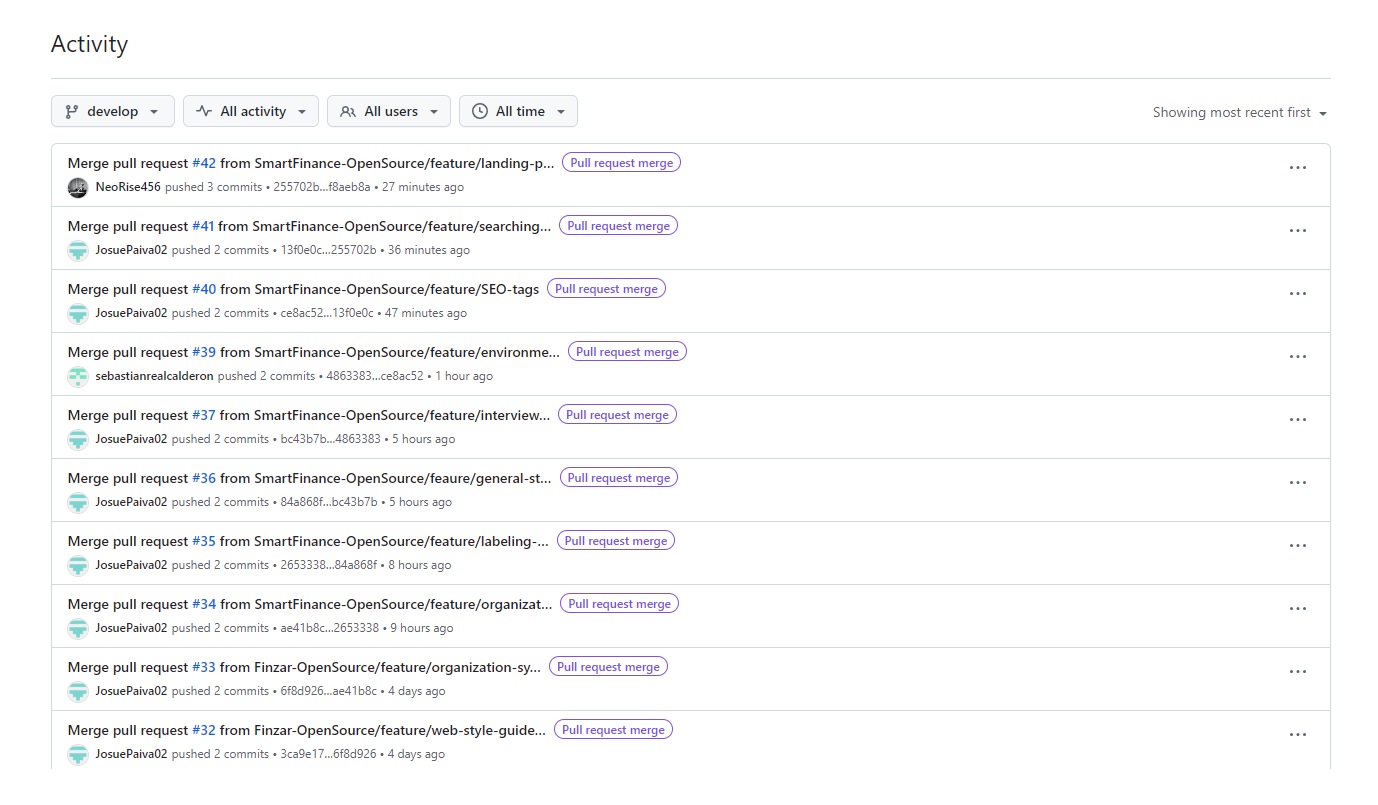 Activity
develop All activity All users All time Showing most recent first
Merge pull request #42 from SmartFinance-OpenSource/feature/landing-p... Pull request merge
NeoRise456 pushed 3 commits • 255702b...f8aeb8a • 27 minutes ago
Merge pull request #41 from SmartFinance-OpenSource/feature/searching... Pull request merge
JosuePaiva02 pushed 2 commits • 13f0e0c...255702b • 36 minutes ago
Merge pull request #40 from SmartFinance-OpenSource/feature/SEO-tags Pull request merge
JosuePaiva02 pushed 2 commits • ce8ac52...13f0e0c • 47 minutes ago
Merge pull request #39 from SmartFinance-OpenSource/feature/environme... Pull request merge
sebastianrealcalderon pushed 2 commits • 4863383...ce8ac52 • 1 hour ago
Merge pull request #37 from SmartFinance-OpenSource/feature/interview... Pull request merge
JosuePaiva02 pushed 2 commits • bc43b7b...4863383 • 5 hours ago
Merge pull request #36 from SmartFinance-OpenSource/feaure/general-st... Pull request merge
JosuePaiva02 pushed 2 commits • 84a868f...bc43b7b • 5 hours ago
Merge pull request #35 from SmartFinance-OpenSource/feature/labeling-... Pull request merge
JosuePaiva02 pushed 2 commits • 2653338...84a868f • 8 hours ago
Merge pull request #34 from SmartFinance-OpenSource/feature/organizat... Pull request merge
JosuePaiva02 pushed 2 commits • ae41b8c...2653338 • 9 hours ago
Merge pull request #33 from Finzar-OpenSource/feature/organization-sy... Pull request merge
JosuePaiva02 pushed 2 commits • 6f8d926...ae41b8c • 4 days ago
Merge pull request #32 from Finzar-OpenSource/feature/web-style-guide... Pull request merge
JosuePaiva02 pushed 2 commits • 3ca9e17...6f8d926 • 4 days ago